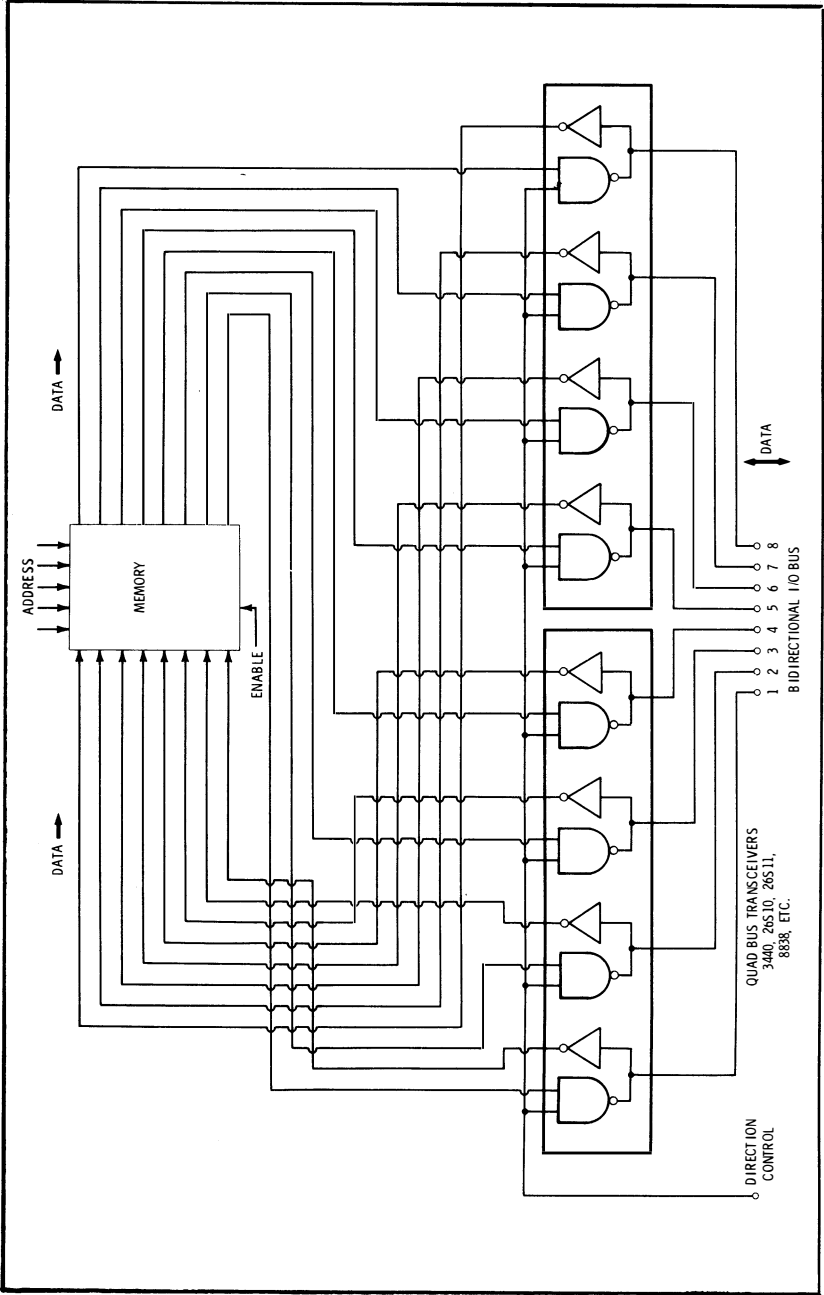 ADDRESS
DATA
DATA
MEMORY
ENABLE
DATA
1 2 3 4 5 6 7 8
BIDIRECTIONAL I/O BUS
QUAD BUS TRANSCEIVERS
3440, 26S10, 26S11,
8838, ETC.
DIRECTION
CONTROL